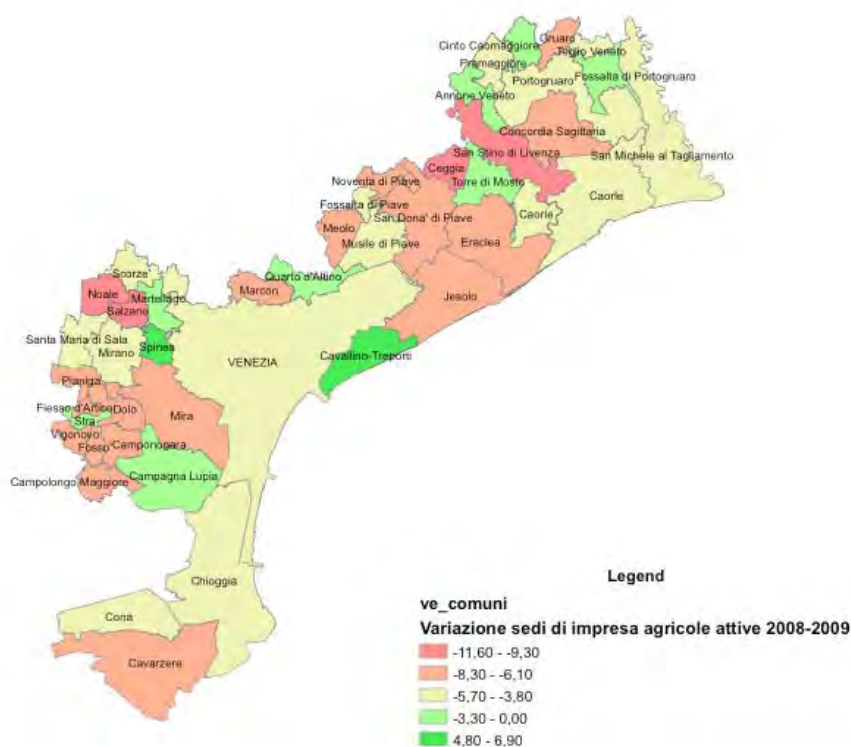 Cinto Caomaggiore
Gruaro
Teglio Veneto
Pramaggiore
Portogruaro
Fossalta di Portogruaro
Annone Veneto
Concordia Sagittaria
San Stino di Livenza
San Michele al Tagliamento
Ceggia
Noventa di Piave
Torre di Mosto
Caorle
Fossalta di Piave
San Dona' di Piave
Caorle
Meolo
Musile di Piave
Eraclea
Scorze'
Quarto d'Altino
Marcon
Jesolo
Noale
Martellago
Salzano
Santa Maria di Sala
Mirano
Spinea
VENEZIA
Cavallino-Treporti
Pianiga
Fiesso d'Artico
Dolo
Mira
Stra
Vigonovo
Fosso'
Camponogara
Campagna Lupia
Campolongo Maggiore
Chioggia
Cona
Cavarzere
Legend
ve_comuni
Variazione sedi di impresa agricole attive 2008-2009
-11,60 - -9,30
-8,30 - -6,10
-5,70 - -3,80
-3,30 - 0,00
4,80 - 6,90